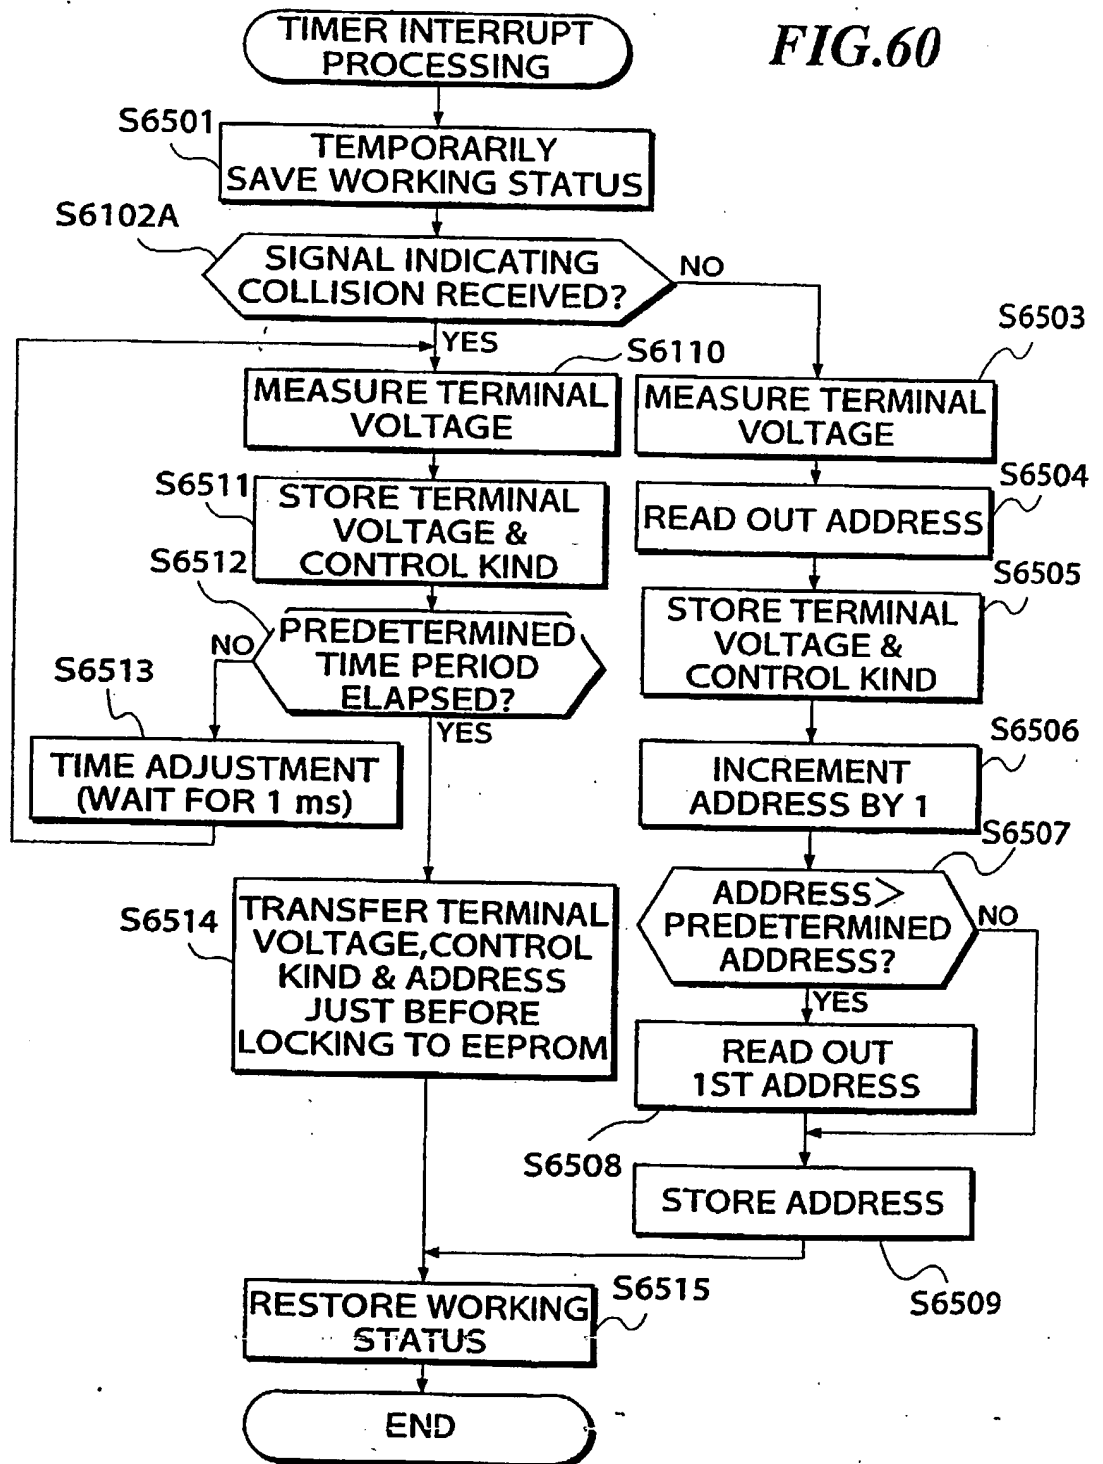 TIMER INTERRUPT
PROCESSING
FIG.60
S6501
TEMPORARILY
SAVE WORKING STATUS
S6102A
SIGNAL INDICATING
COLLISION RECEIVED?
NO
YES
S6110
MEASURE TERMINAL
VOLTAGE
S6511
STORE TERMINAL
VOLTAGE &
CONTROL KIND
S6512
PREDETERMINED
TIME PERIOD
ELAPSED?
NO
YES
S6513
TIME ADJUSTMENT
(WAIT FOR 1 ms)
S6514
TRANSFER TERMINAL
VOLTAGE,CONTROL
KIND & ADDRESS
JUST BEFORE
LOCKING TO EEPROM
S6503
MEASURE TERMINAL
VOLTAGE
S6504
READ OUT ADDRESS
S6505
STORE TERMINAL
VOLTAGE &
CONTROL KIND
S6506
INCREMENT
ADDRESS BY 1
S6507
ADDRESS>
PREDETERMINED
ADDRESS?
NO
YES
READ OUT
1ST ADDRESS
S6508
STORE ADDRESS
S6509
RESTORE WORKING
STATUS
S6515
END